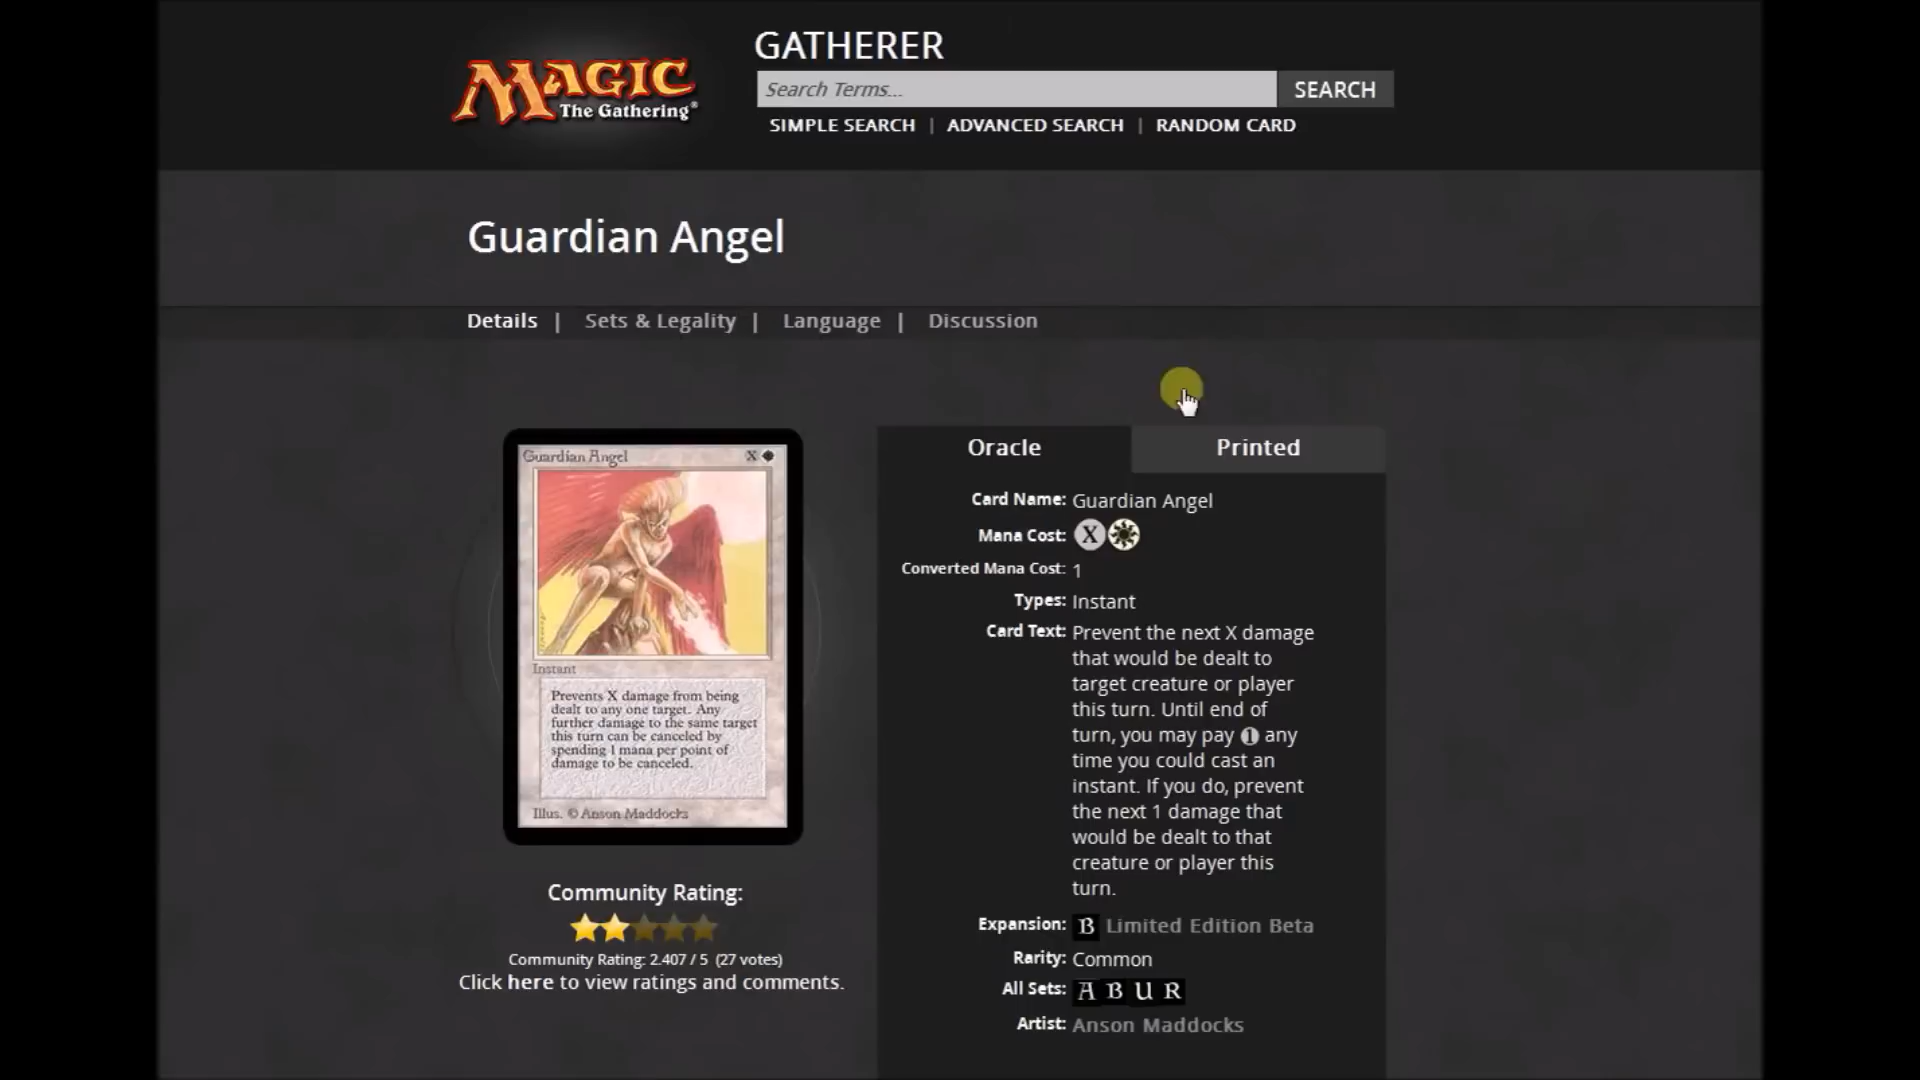 MAGIC
The Gathering®
GATHERER
Search Terms...
SEARCH
SIMPLE SEARCH | ADVANCED SEARCH | RANDOM CARD
Guardian Angel
Details | Sets & Legality | Language | Discussion
Guardian Angel X
Instant
Prevents X damage from being
dealt to any one target. Any
further damage to the same target
this turn can be canceled by
spending 1 mana per point of
damage to be canceled.
Illus. © Anson Maddocks
Community Rating:
Community Rating: 2.407 / 5 (27 votes)
Click here to view ratings and comments.
Oracle
Printed
Card Name: Guardian Angel
Mana Cost: X
Converted Mana Cost: 1
Types: Instant
Card Text: Prevent the next X damage
that would be dealt to
target creature or player
this turn. Until end of
turn, you may pay 1 any
time you could cast an
instant. If you do, prevent
the next 1 damage that
would be dealt to that
creature or player this
turn.
Expansion: B Limited Edition Beta
Rarity: Common
All Sets: A B U R
Artist: Anson Maddocks